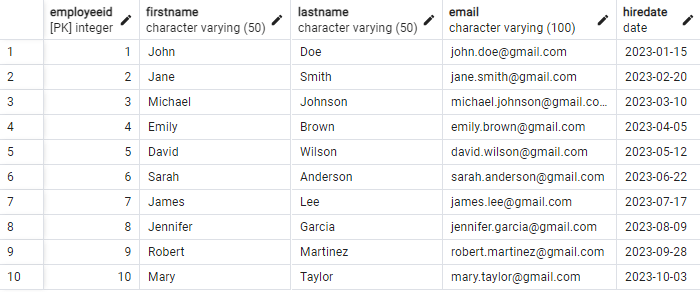 employeeid firstname lastname email hiredate
[PK] integer character varying (50) character varying (50) character varying (100) date
1 1 John Doe john.doe@gmail.com 2023-01-15
2 2 Jane Smith jane.smith@gmail.com 2023-02-20
3 3 Michael Johnson michael.johnson@gmail.co... 2023-03-10
4 4 Emily Brown emily.brown@gmail.com 2023-04-05
5 5 David Wilson david.wilson@gmail.com 2023-05-12
6 6 Sarah Anderson sarah.anderson@gmail.com 2023-06-22
7 7 James Lee james.lee@gmail.com 2023-07-17
8 8 Jennifer Garcia jennifer.garcia@gmail.com 2023-08-09
9 9 Robert Martinez robert.martinez@gmail.com 2023-09-28
10 10 Mary Taylor mary.taylor@gmail.com 2023-10-03